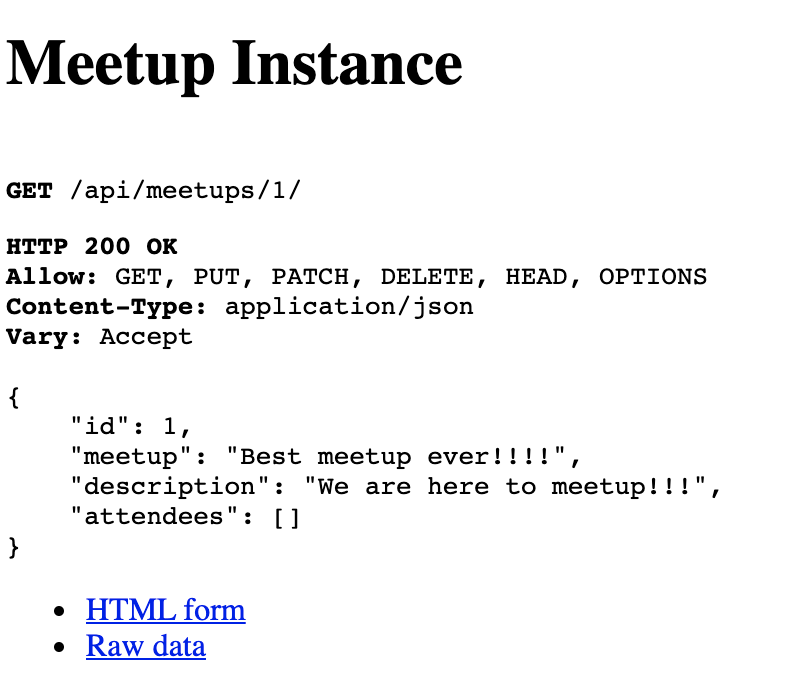 Meetup Instance
GET /api/meetups/1/
HTTP 200 OK
Allow: GET, PUT, PATCH, DELETE, HEAD, OPTIONS
Content-Type: application/json
Vary: Accept
{
    "id": 1,
    "meetup": "Best meetup ever!!!!",
    "description": "We are here to meetup!!!",
    "attendees": []
}
• HTML form
• Raw data